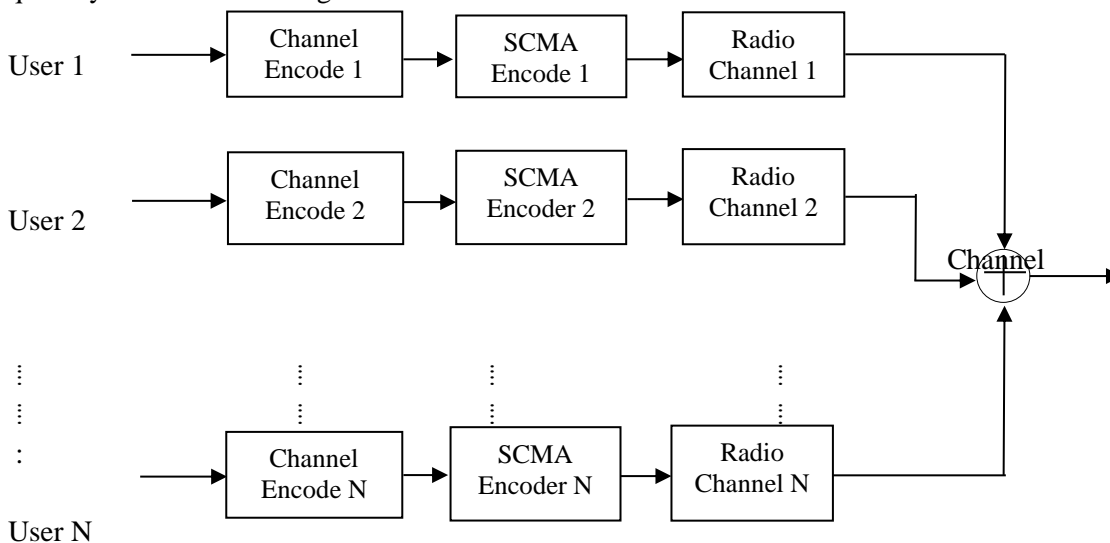 User 1
Channel
Encode 1
SCMA
Encode 1
Radio
Channel 1
User 2
Channel
Encode 2
SCMA
Encoder 2
Radio
Channel 2
Channel
User N
Channel
Encode N
SCMA
Encoder N
Radio
Channel N